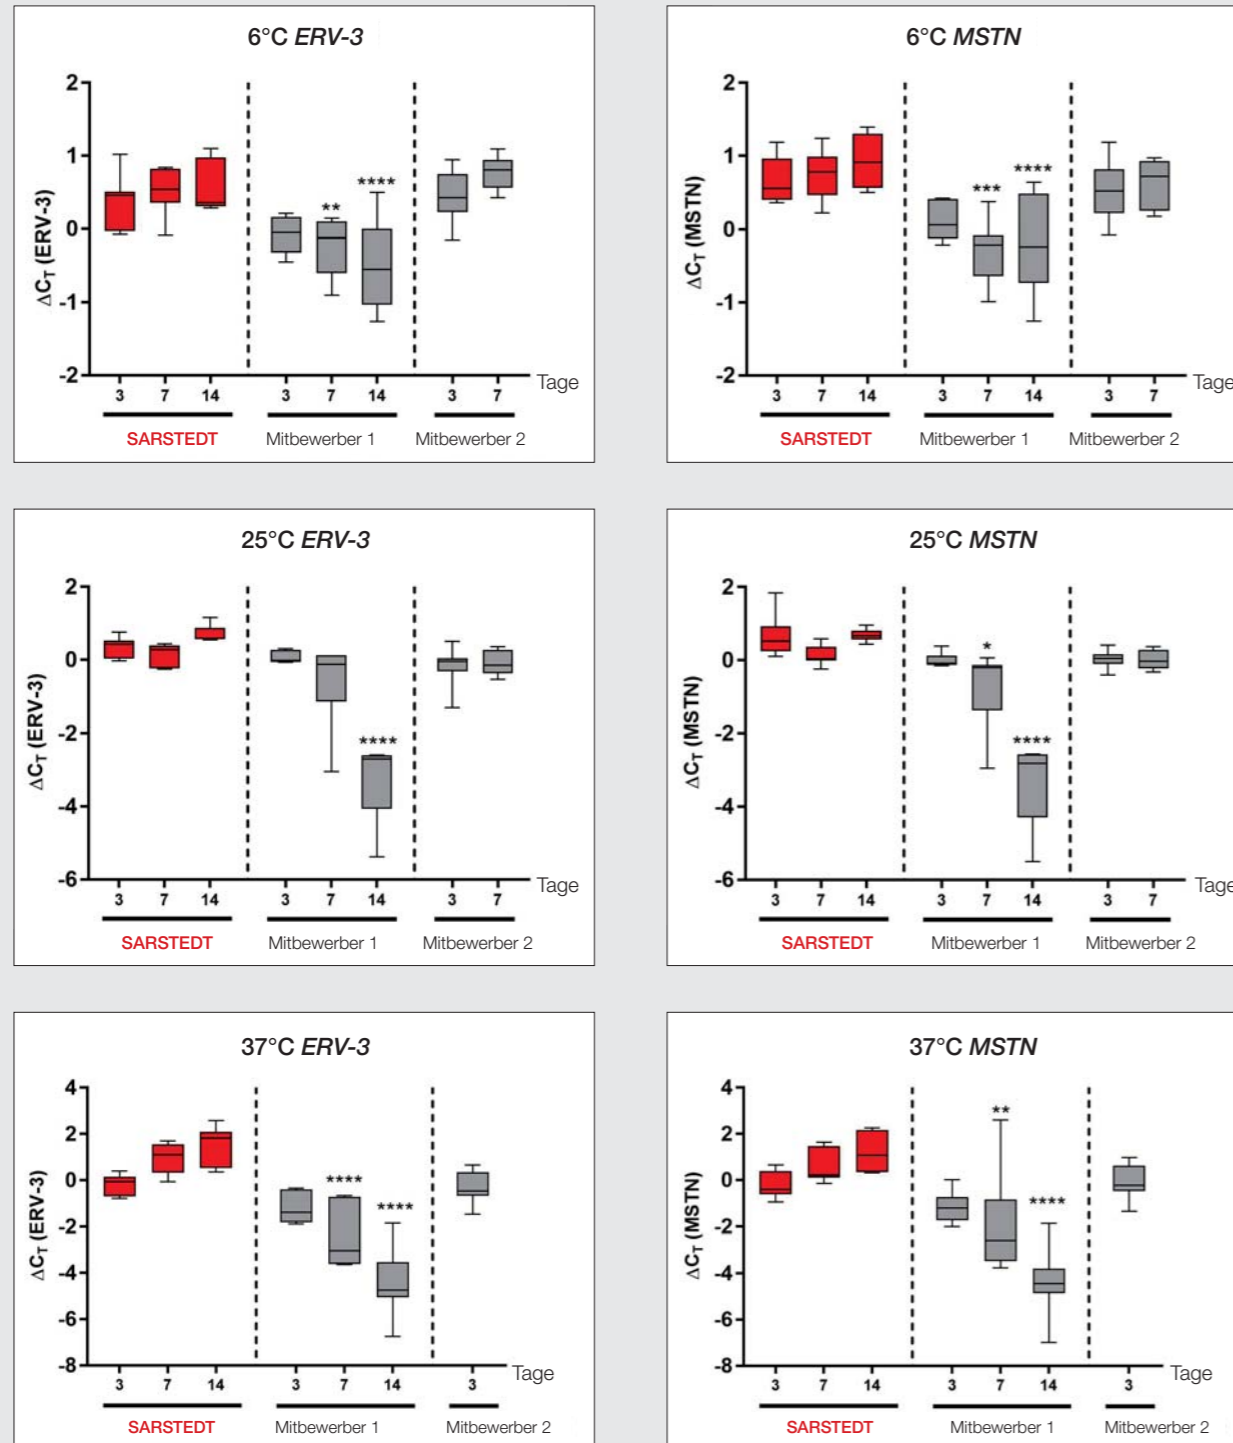 6°C ERV-3
2
1
0
-1
-2
ΔCT (ERV-3)
**
****
3 7 14 3 7 14 3 7 Tage
SARSTEDT Mitbewerber 1 Mitbewerber 2
6°C MSTN
2
1
0
-1
-2
ΔCT (MSTN)
***
****
3 7 14 3 7 14 3 7 Tage
SARSTEDT Mitbewerber 1 Mitbewerber 2
25°C ERV-3
2
0
-2
-4
-6
ΔCT (ERV-3)
****
3 7 14 3 7 14 3 7 Tage
SARSTEDT Mitbewerber 1 Mitbewerber 2
25°C MSTN
2
0
-2
-4
-6
ΔCT (MSTN)
*
****
3 7 14 3 7 14 3 7 Tage
SARSTEDT Mitbewerber 1 Mitbewerber 2
37°C ERV-3
4
2
0
-2
-4
-6
-8
ΔCT (ERV-3)
****
****
3 7 14 3 7 14 3 Tage
SARSTEDT Mitbewerber 1 Mitbewerber 2
37°C MSTN
4
2
0
-2
-4
-6
-8
ΔCT (MSTN)
**
****
3 7 14 3 7 14 3 Tage
SARSTEDT Mitbewerber 1 Mitbewerber 2